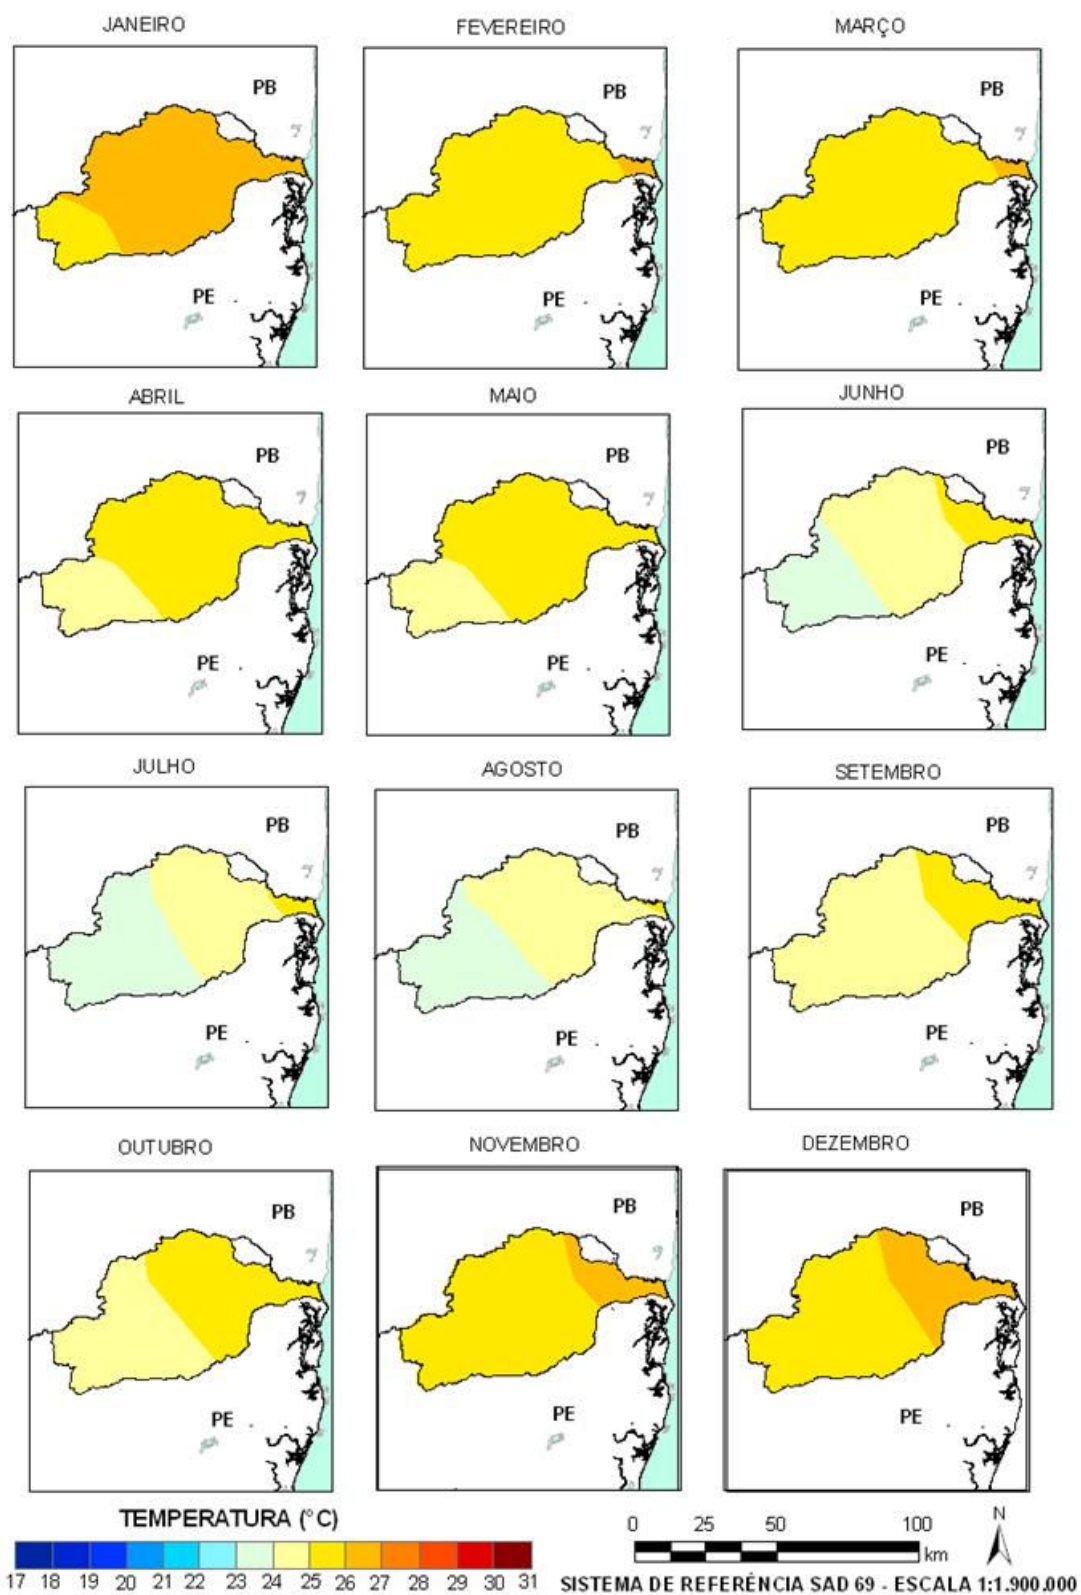 JANEIRO
FEVEREIRO
MARÇO
PB
PB
PB
PE
PE
PE
ABRIL
MAIO
JUNHO
PB
PB
PB
PE
PE
PE
JULHO
AGOSTO
SETEMBRO
PB
PB
PB
PE
PE
PE
OUTUBRO
NOVEMBRO
DEZEMBRO
PB
PB
PB
PE
PE
PE
TEMPERATURA (°C)
17 18 19 20 21 22 23 24 25 26 27 28 29 30 31
0 25 50 100
km
N
SISTEMA DE REFERÊNCIA SAD 69 - ESCALA 1:1.900.000